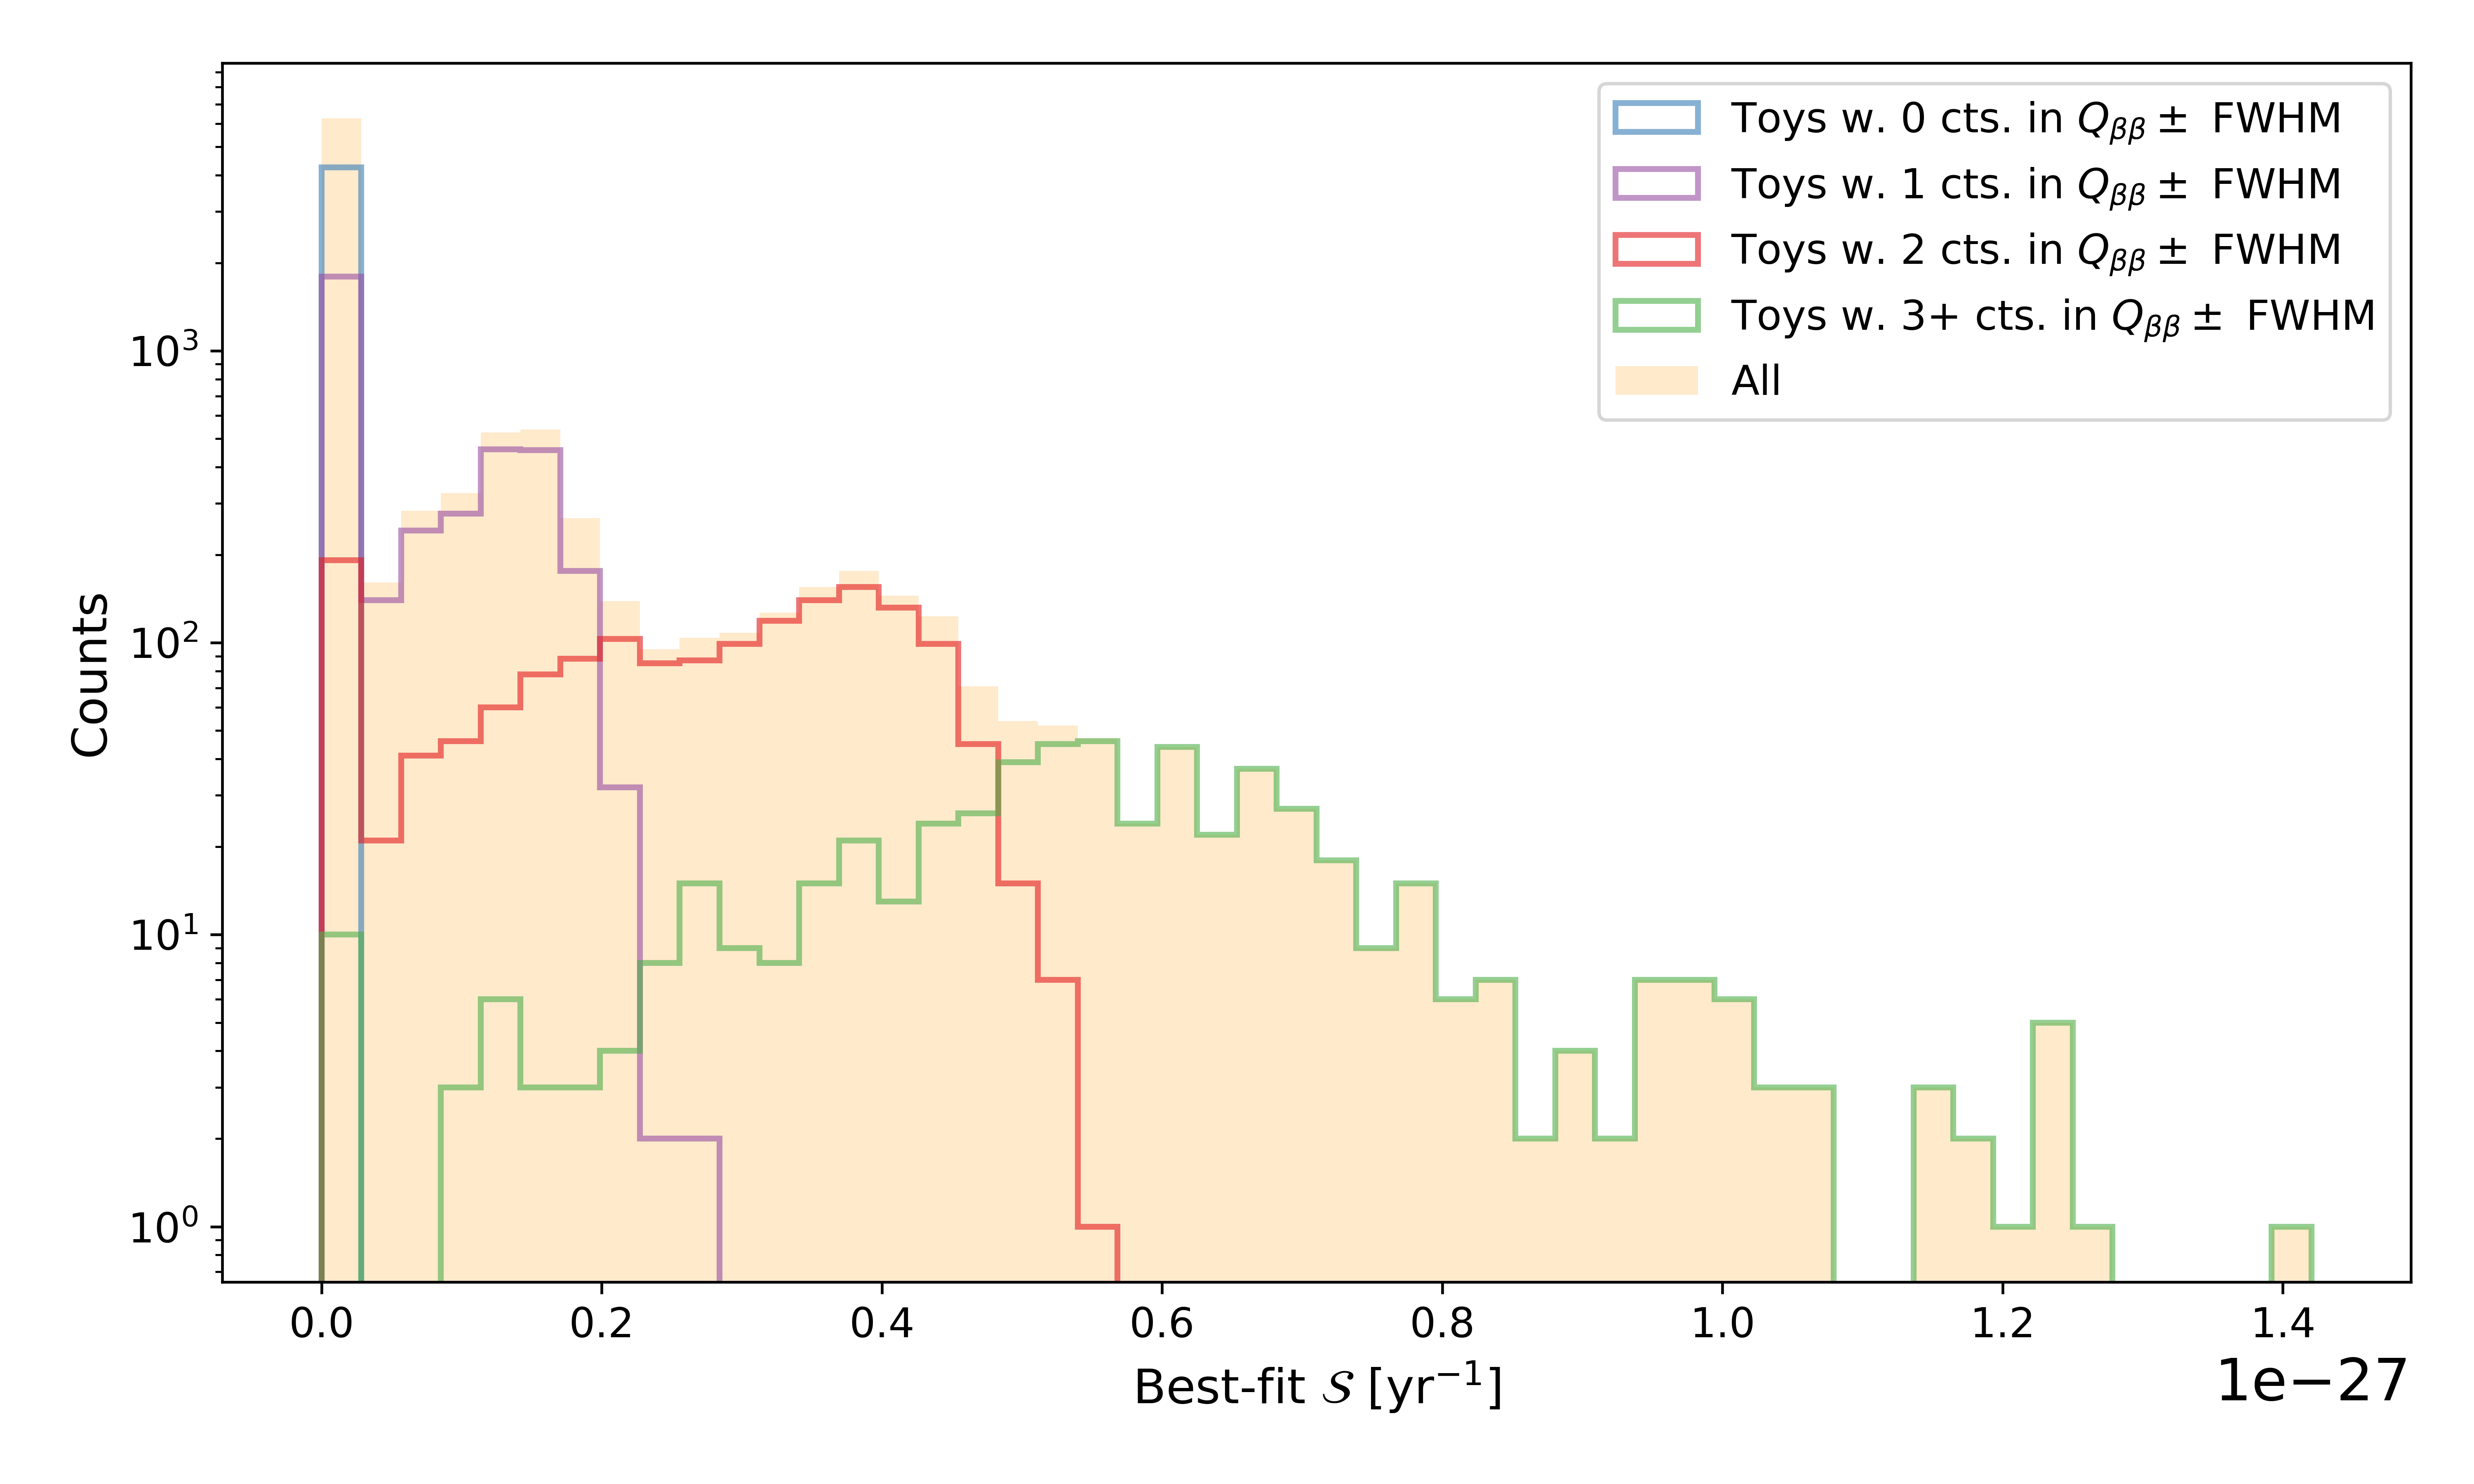 Toys w. 0 cts. in Qββ ± FWHM
Toys w. 1 cts. in Qββ ± FWHM
Toys w. 2 cts. in Qββ ± FWHM
Toys w. 3+ cts. in Qββ ± FWHM
All
Counts
10³
10²
10¹
10⁰
0.0 0.2 0.4 0.6 0.8 1.0 1.2 1.4
Best-fit 𝒮 [yr⁻¹]
1e−27